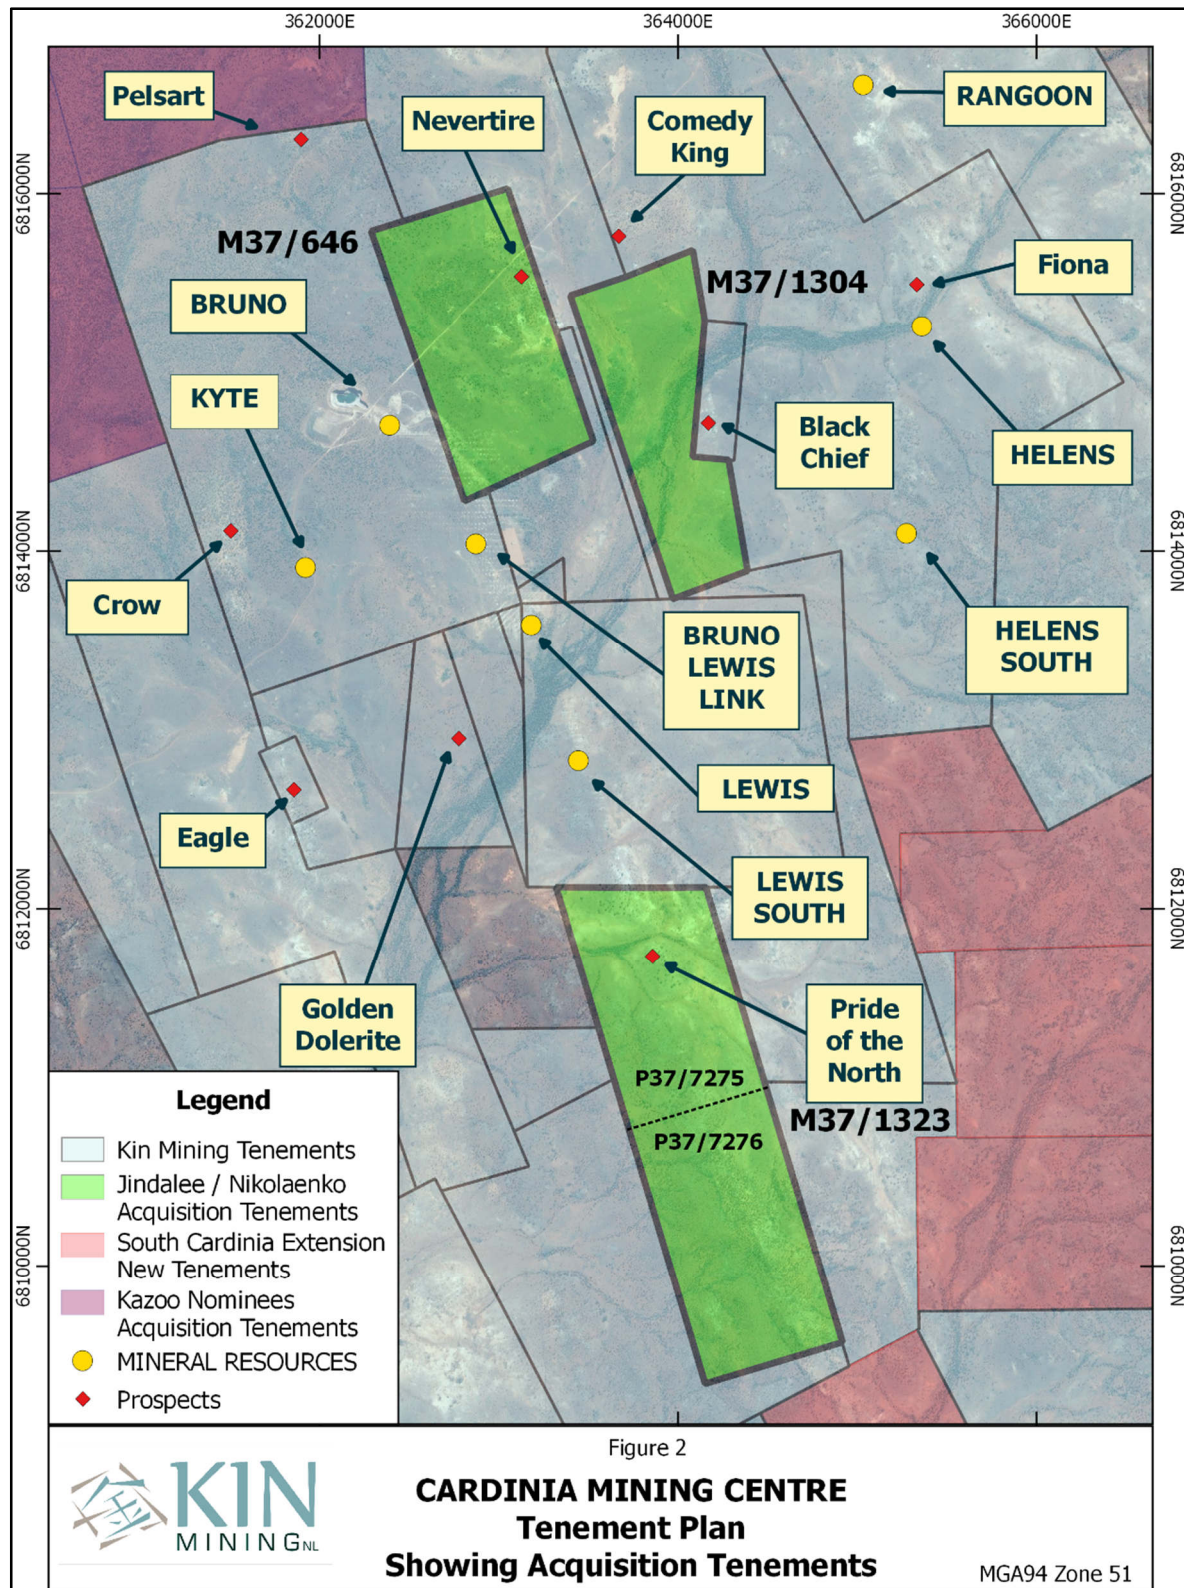 362000E
364000E
366000E
Pelsart
Nevertire
Comedy
King
RANGOON
6816000N
6816000N
M37/646
M37/1304
Fiona
BRUNO
KYTE
Black
Chief
HELENS
6814000N
6814000N
Crow
BRUNO
LEWIS
LINK
HELENS
SOUTH
LEWIS
Eagle
LEWIS
SOUTH
6812000N
6812000N
Golden
Dolerite
Pride
of the
North
P37/7275
M37/1323
P37/7276
Legend
Kin Mining Tenements
Jindalee / Nikolaenko
Acquisition Tenements
South Cardinia Extension
New Tenements
Kazoo Nominees
Acquisition Tenements
MINERAL RESOURCES
Prospects
6810000N
6810000N
Figure 2
金 KIN
MINING NL
CARDINIA MINING CENTRE
Tenement Plan
Showing Acquisition Tenements
MGA94 Zone 51